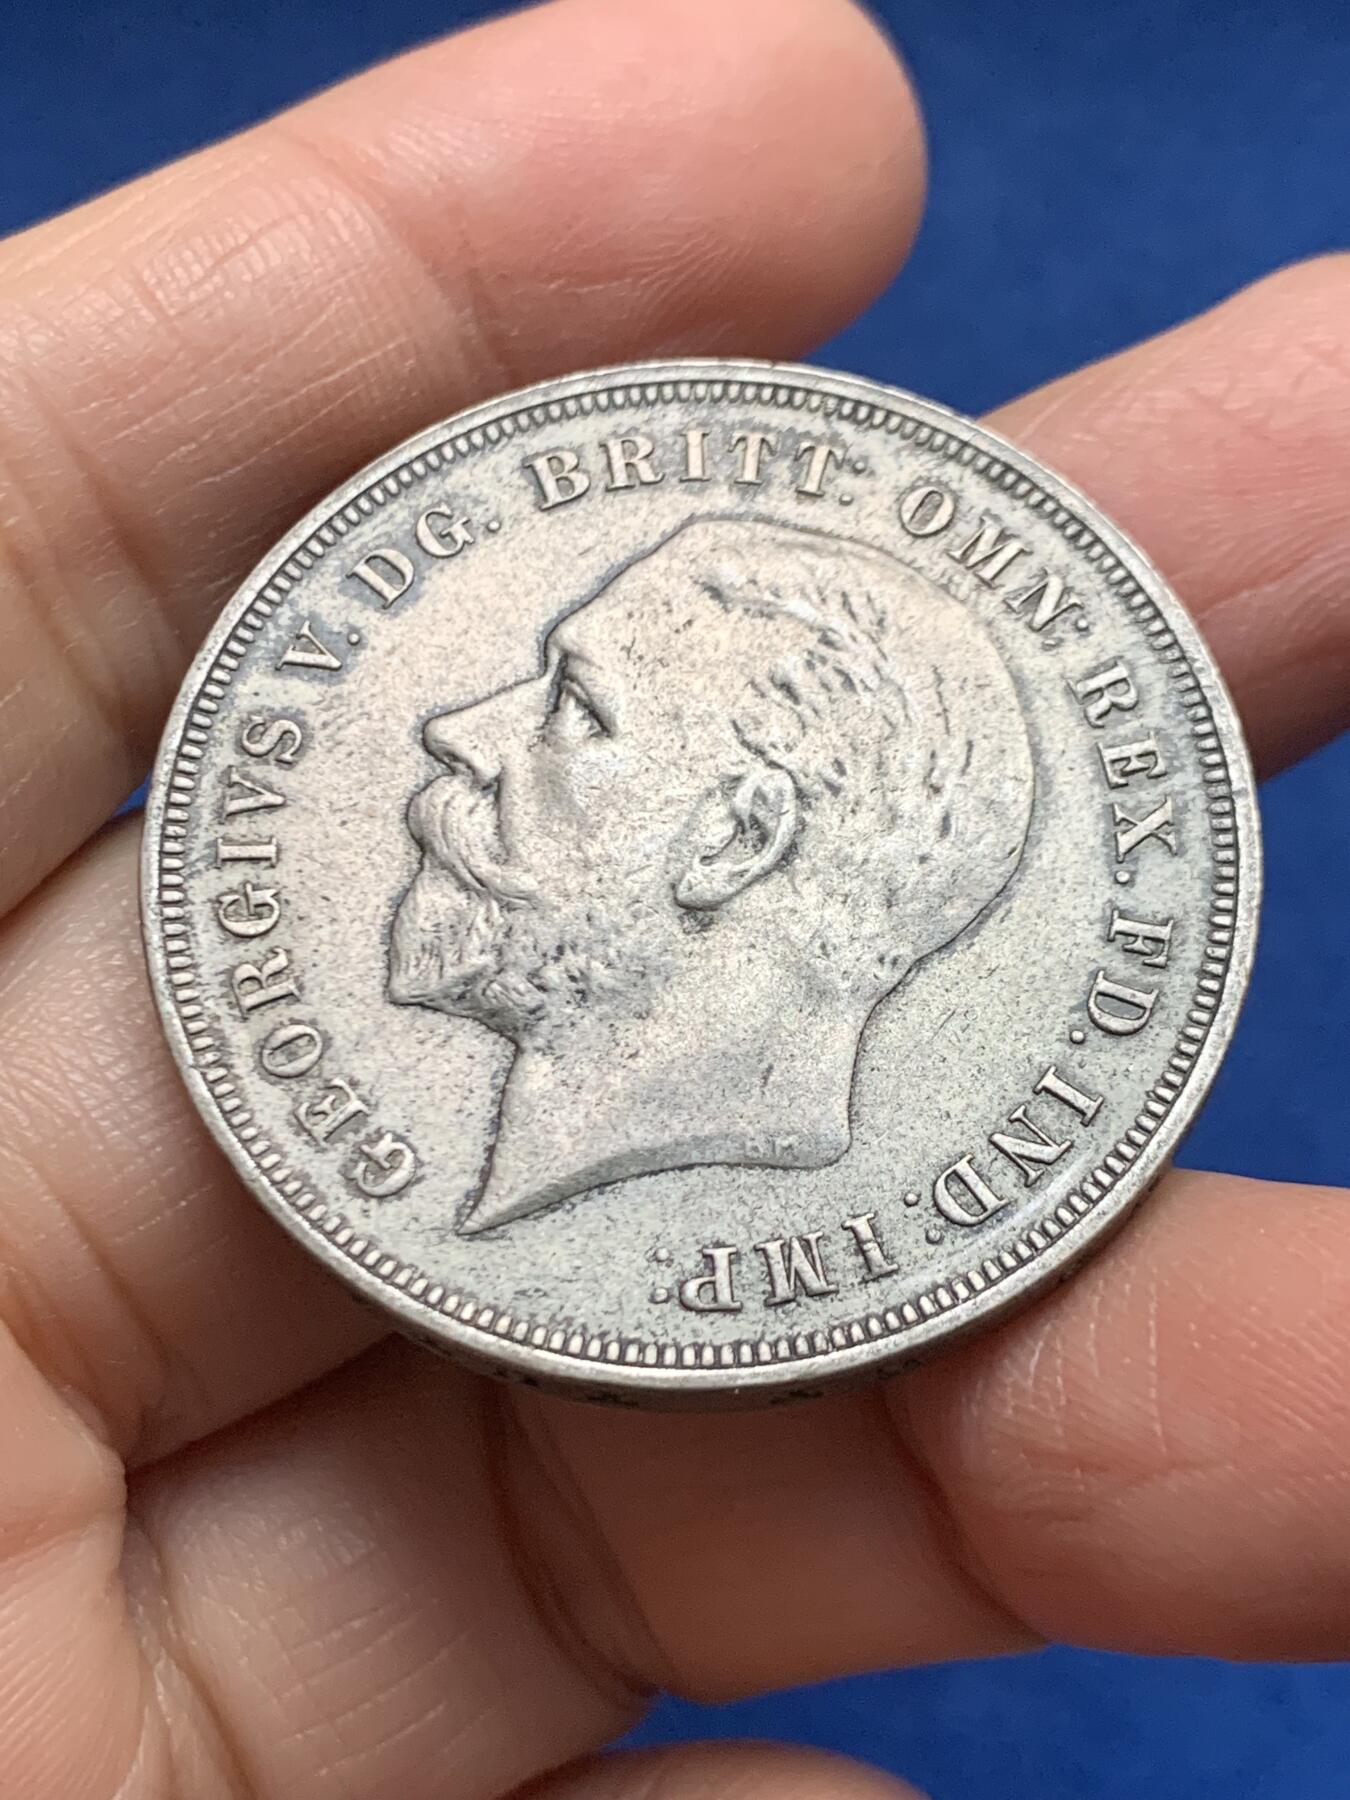 GEORGIVS V. DG. BRITT: OMN: REX. FD. IND: IMP: